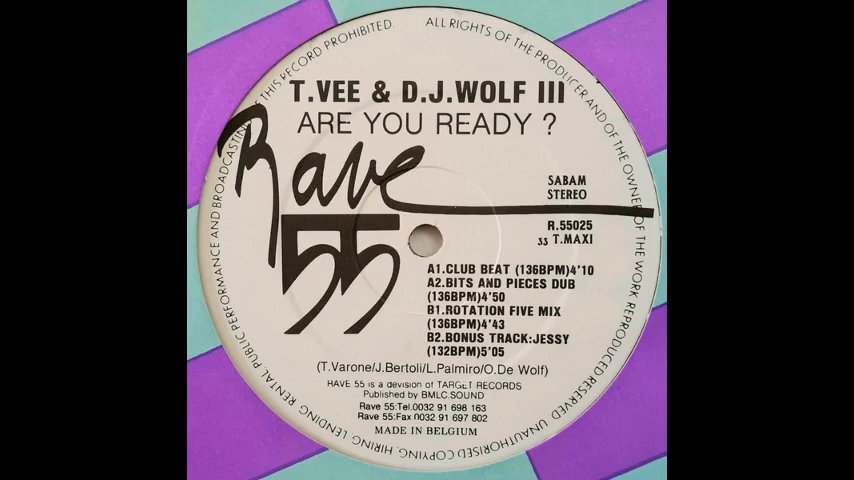 ALL RIGHTS OF THE PRODUCER AND OF THE OWNER OF THE WORK REPRODUCED RESERVED UNAUTHORISED COPYING, HIRING, LENDING, RENTAL PUBLIC PERFORMANCE AND BROADCASTING OF THIS RECORD PROHIBITED
T.VEE & D.J.WOLF III
ARE YOU READY ?
Rave
55
SABAM
STEREO
R.55025
33 T.MAXI
A1.CLUB BEAT (136BPM)4'10
A2.BITS AND PIECES DUB
(136BPM)4'50
B1.ROTATION FIVE MIX
(136BPM)4'43
B2.BONUS TRACK:JESSY
(132BPM)5'05
(T.Varone/J.Bertoli/L.Palmiro/O.De Wolf)
RAVE 55 is a devision of TARGET RECORDS
Published by BMLC.SOUND
Rave 55:Tel.0032 91 698 163
Rave 55:Fax 0032 91 697 802
MADE IN BELGIUM